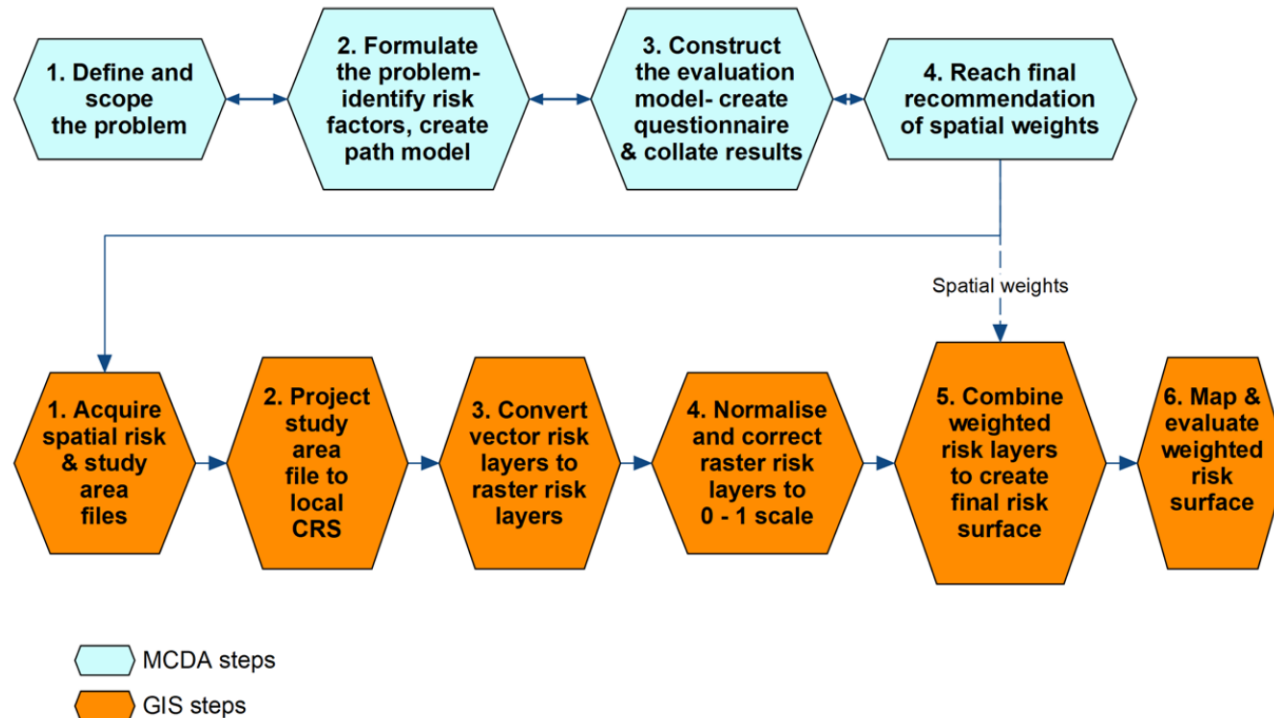 1. Define and
scope
the problem
2. Formulate
the problem-
identify risk
factors, create
path model
3. Construct
the evaluation
model- create
questionnaire
& collate results
4. Reach final
recommendation
of spatial weights
Spatial weights
1. Acquire
spatial risk
& study
area
files
2. Project
study
area
file to
local
CRS
3. Convert
vector risk
layers to
raster risk
layers
4. Normalise
and correct
raster risk
layers to
0 - 1 scale
5. Combine
weighted
risk layers
to create
final risk
surface
6. Map &
evaluate
weighted
risk
surface
MCDA steps
GIS steps